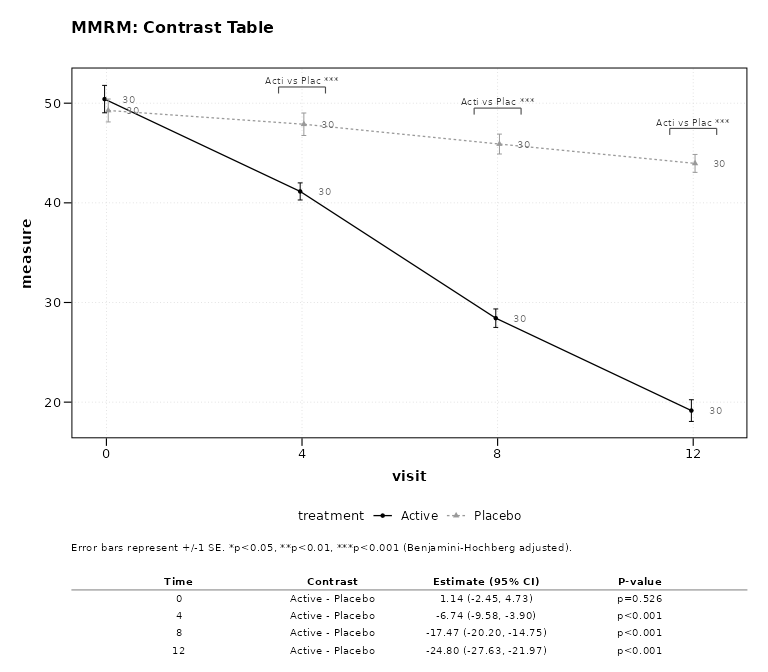 MMRM: Contrast Table
Acti vs Plac ***
Acti vs Plac ***
Acti vs Plac ***
50
40
30
20
measure
30
30
30
30
30
30
30
30
0 4 8 12
visit
treatment Active Placebo
Error bars represent +/-1 SE. *p<0.05, **p<0.01, ***p<0.001 (Benjamini-Hochberg adjusted).
Time Contrast Estimate (95% CI) P-value
0 Active - Placebo 1.14 (-2.45, 4.73) p=0.526
4 Active - Placebo -6.74 (-9.58, -3.90) p<0.001
8 Active - Placebo -17.47 (-20.20, -14.75) p<0.001
12 Active - Placebo -24.80 (-27.63, -21.97) p<0.001